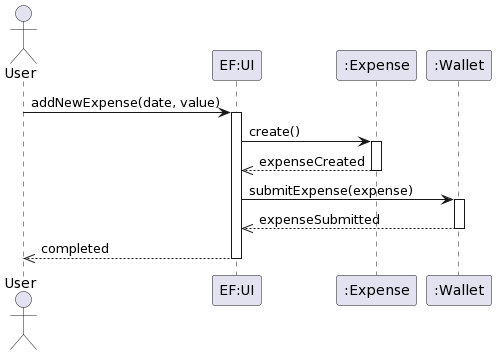 User
EF:UI
:Expense
:Wallet
addNewExpense(date, value)
create()
expenseCreated
submitExpense(expense)
expenseSubmitted
completed
User
EF:UI
:Expense
:Wallet